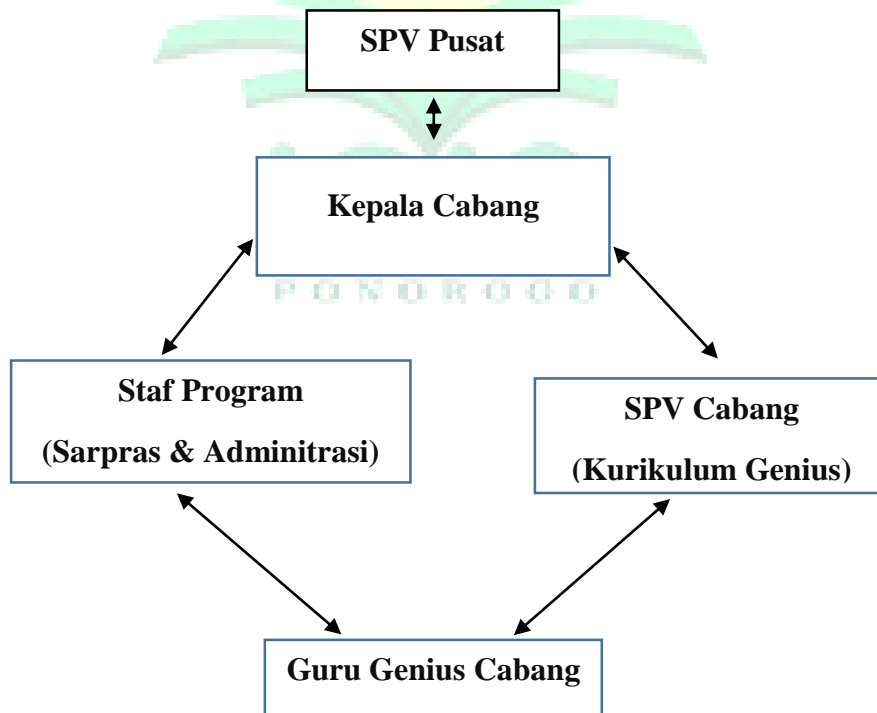 SPV Pusat
Kepala Cabang
PONOROGO
Staf Program
(Sarpras & Adminitrasi)
SPV Cabang
(Kurikulum Genius)
Guru Genius Cabang